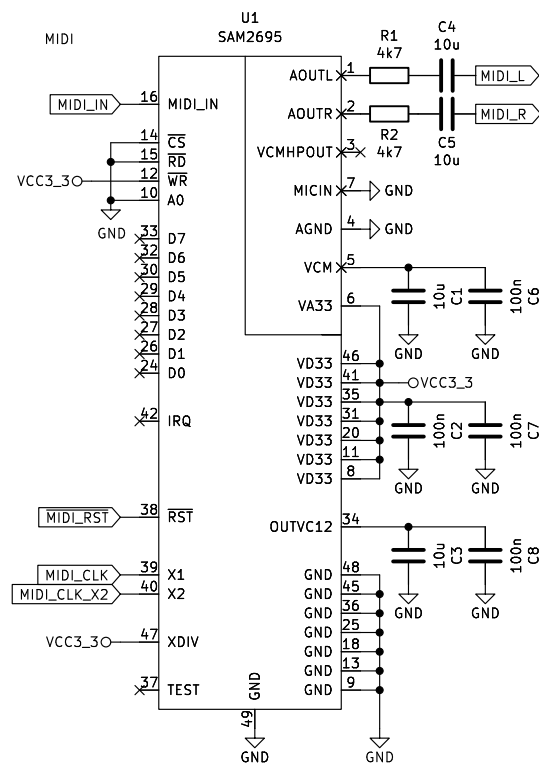 MIDI
U1
SAM2695
MIDI_IN 16 MIDI_IN
14 CS
15 RD
VCC3_3 12 WR
10 A0
GND
33 D7
32 D6
30 D5
29 D4
28 D3
27 D2
26 D1
24 D0
42 IRQ
MIDI_RST 38 RST
MIDI_CLK 39 X1
MIDI_CLK_X2 40 X2
VCC3_3 47 XDIV
37 TEST
GND
49
GND
AOUTL 1
R1
4k7
C4
10u
MIDI_L
AOUTR 2
R2
4k7
C5
10u
MIDI_R
VCMHPOUT 3
MICIN 7 GND
AGND 4 GND
VCM 5
10u C1
100n C6
GND GND
VA33 6
VD33 46
VD33 41 VCC3_3
VD33 35
VD33 31
VD33 20
VD33 11
VD33 8
100n C2
100n C7
GND GND
OUTVC12 34
10u C3
100n C8
GND GND
GND 48
GND 45
GND 36
GND 25
GND 18
GND 13
GND 9
GND